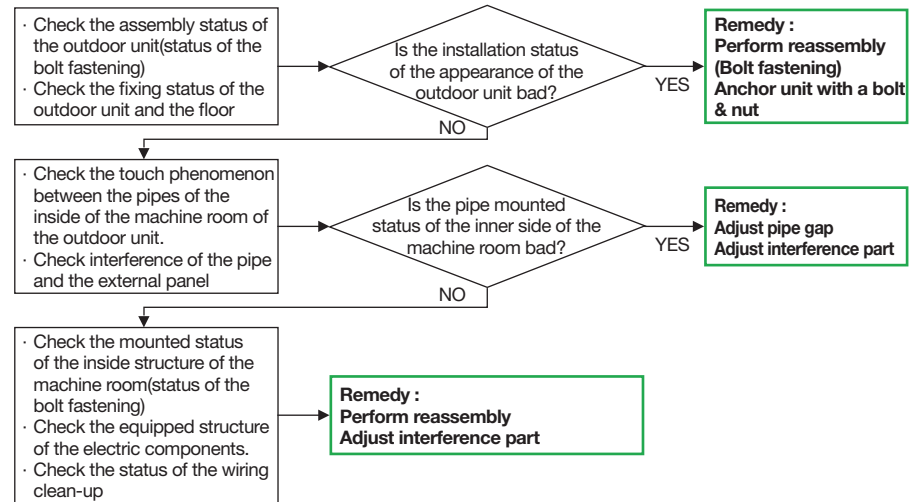 · Check the assembly status of
the outdoor unit(status of the
bolt fastening)
· Check the fixing status of the
outdoor unit and the floor
Is the installation status
of the appearance of the
outdoor unit bad?
YES
NO
Remedy :
Perform reassembly
(Bolt fastening)
Anchor unit with a bolt
& nut
· Check the touch phenomenon
between the pipes of the
inside of the machine room of
the outdoor unit.
· Check interference of the pipe
and the external panel
Is the pipe mounted
status of the inner side of the
machine room bad?
YES
NO
Remedy :
Adjust pipe gap
Adjust interference part
· Check the mounted status
of the inside structure of the
machine room(status of the
bolt fastening)
· Check the equipped structure
of the electric components.
· Check the status of the wiring
clean-up
Remedy :
Perform reassembly
Adjust interference part